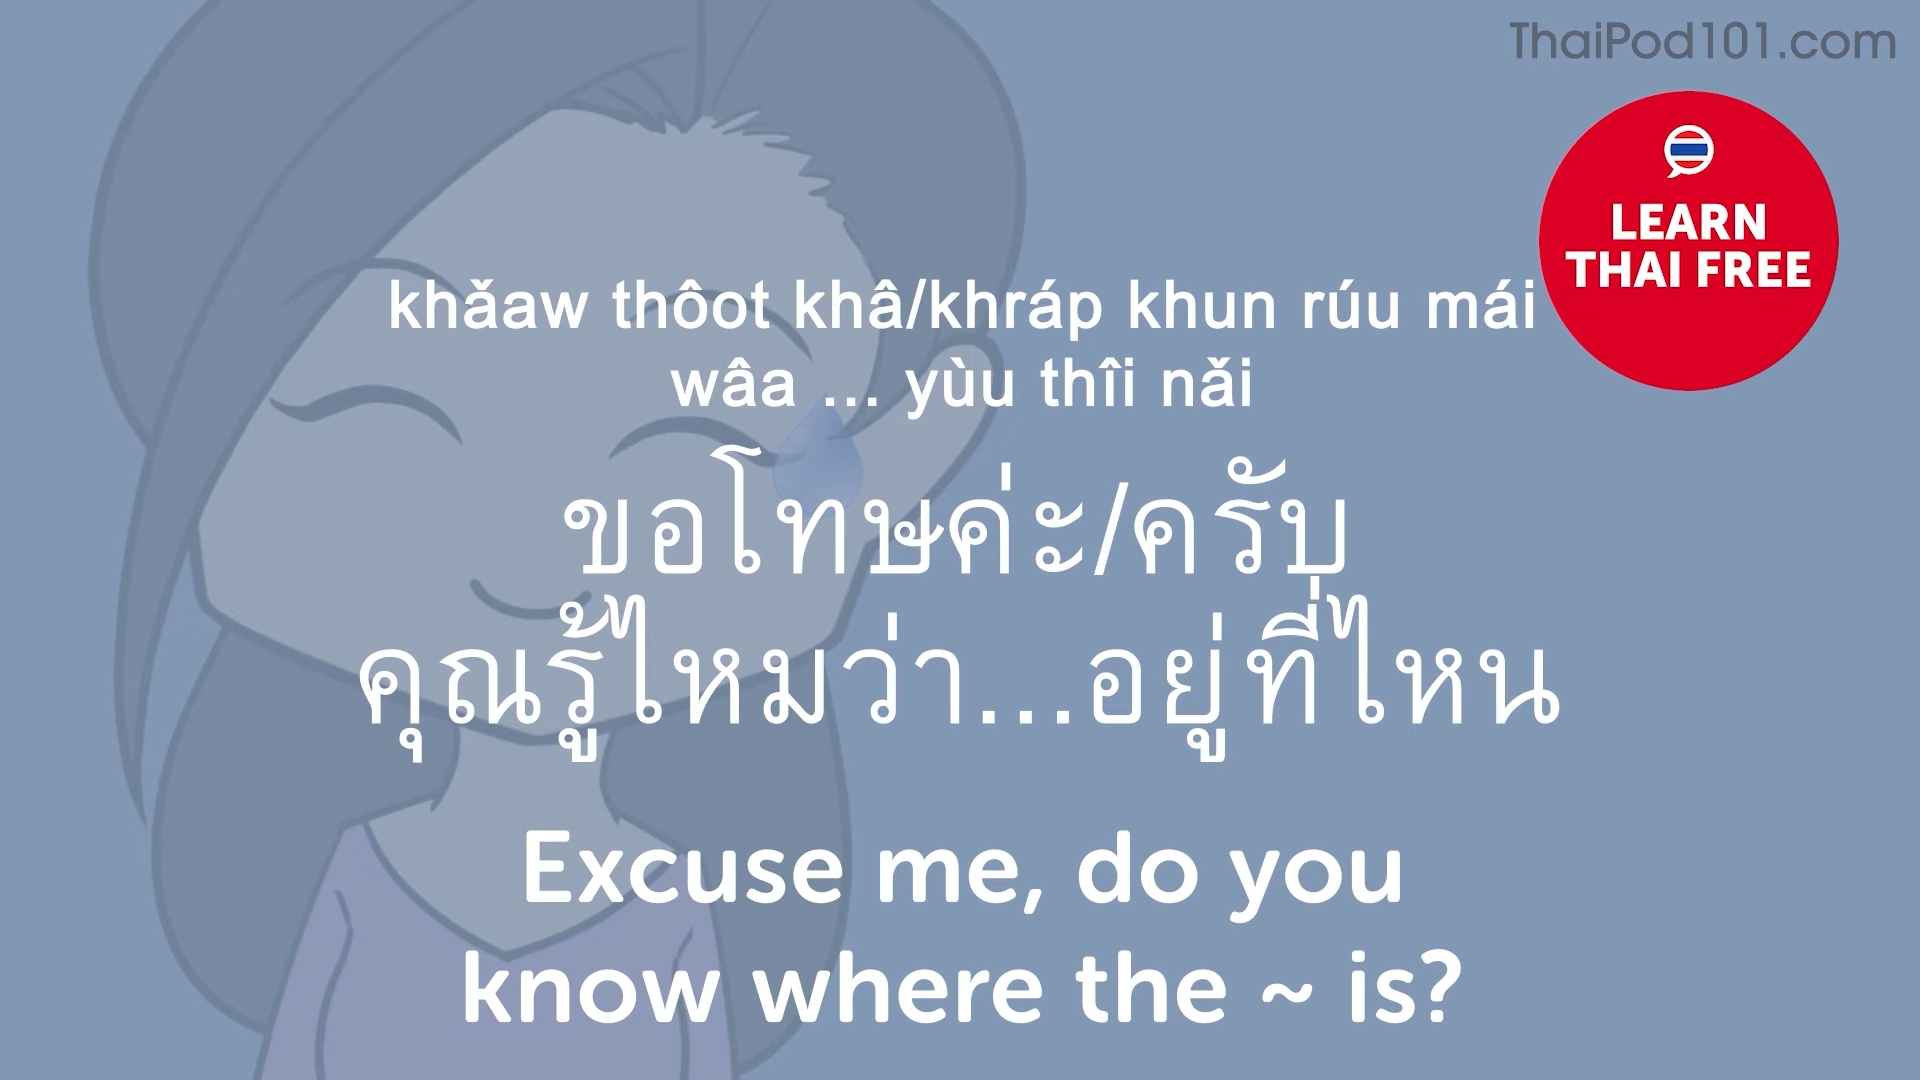 ThaiPod101.com
LEARN
THAI FREE
khǎaw thôot khâ/khráp khun rúu mái
wâa ... yùu thîi nǎi
ขอโทษค่ะ/ครับ
คุณรู้ไหมว่า...อยู่ที่ไหน
Excuse me, do you
know where the ~ is?